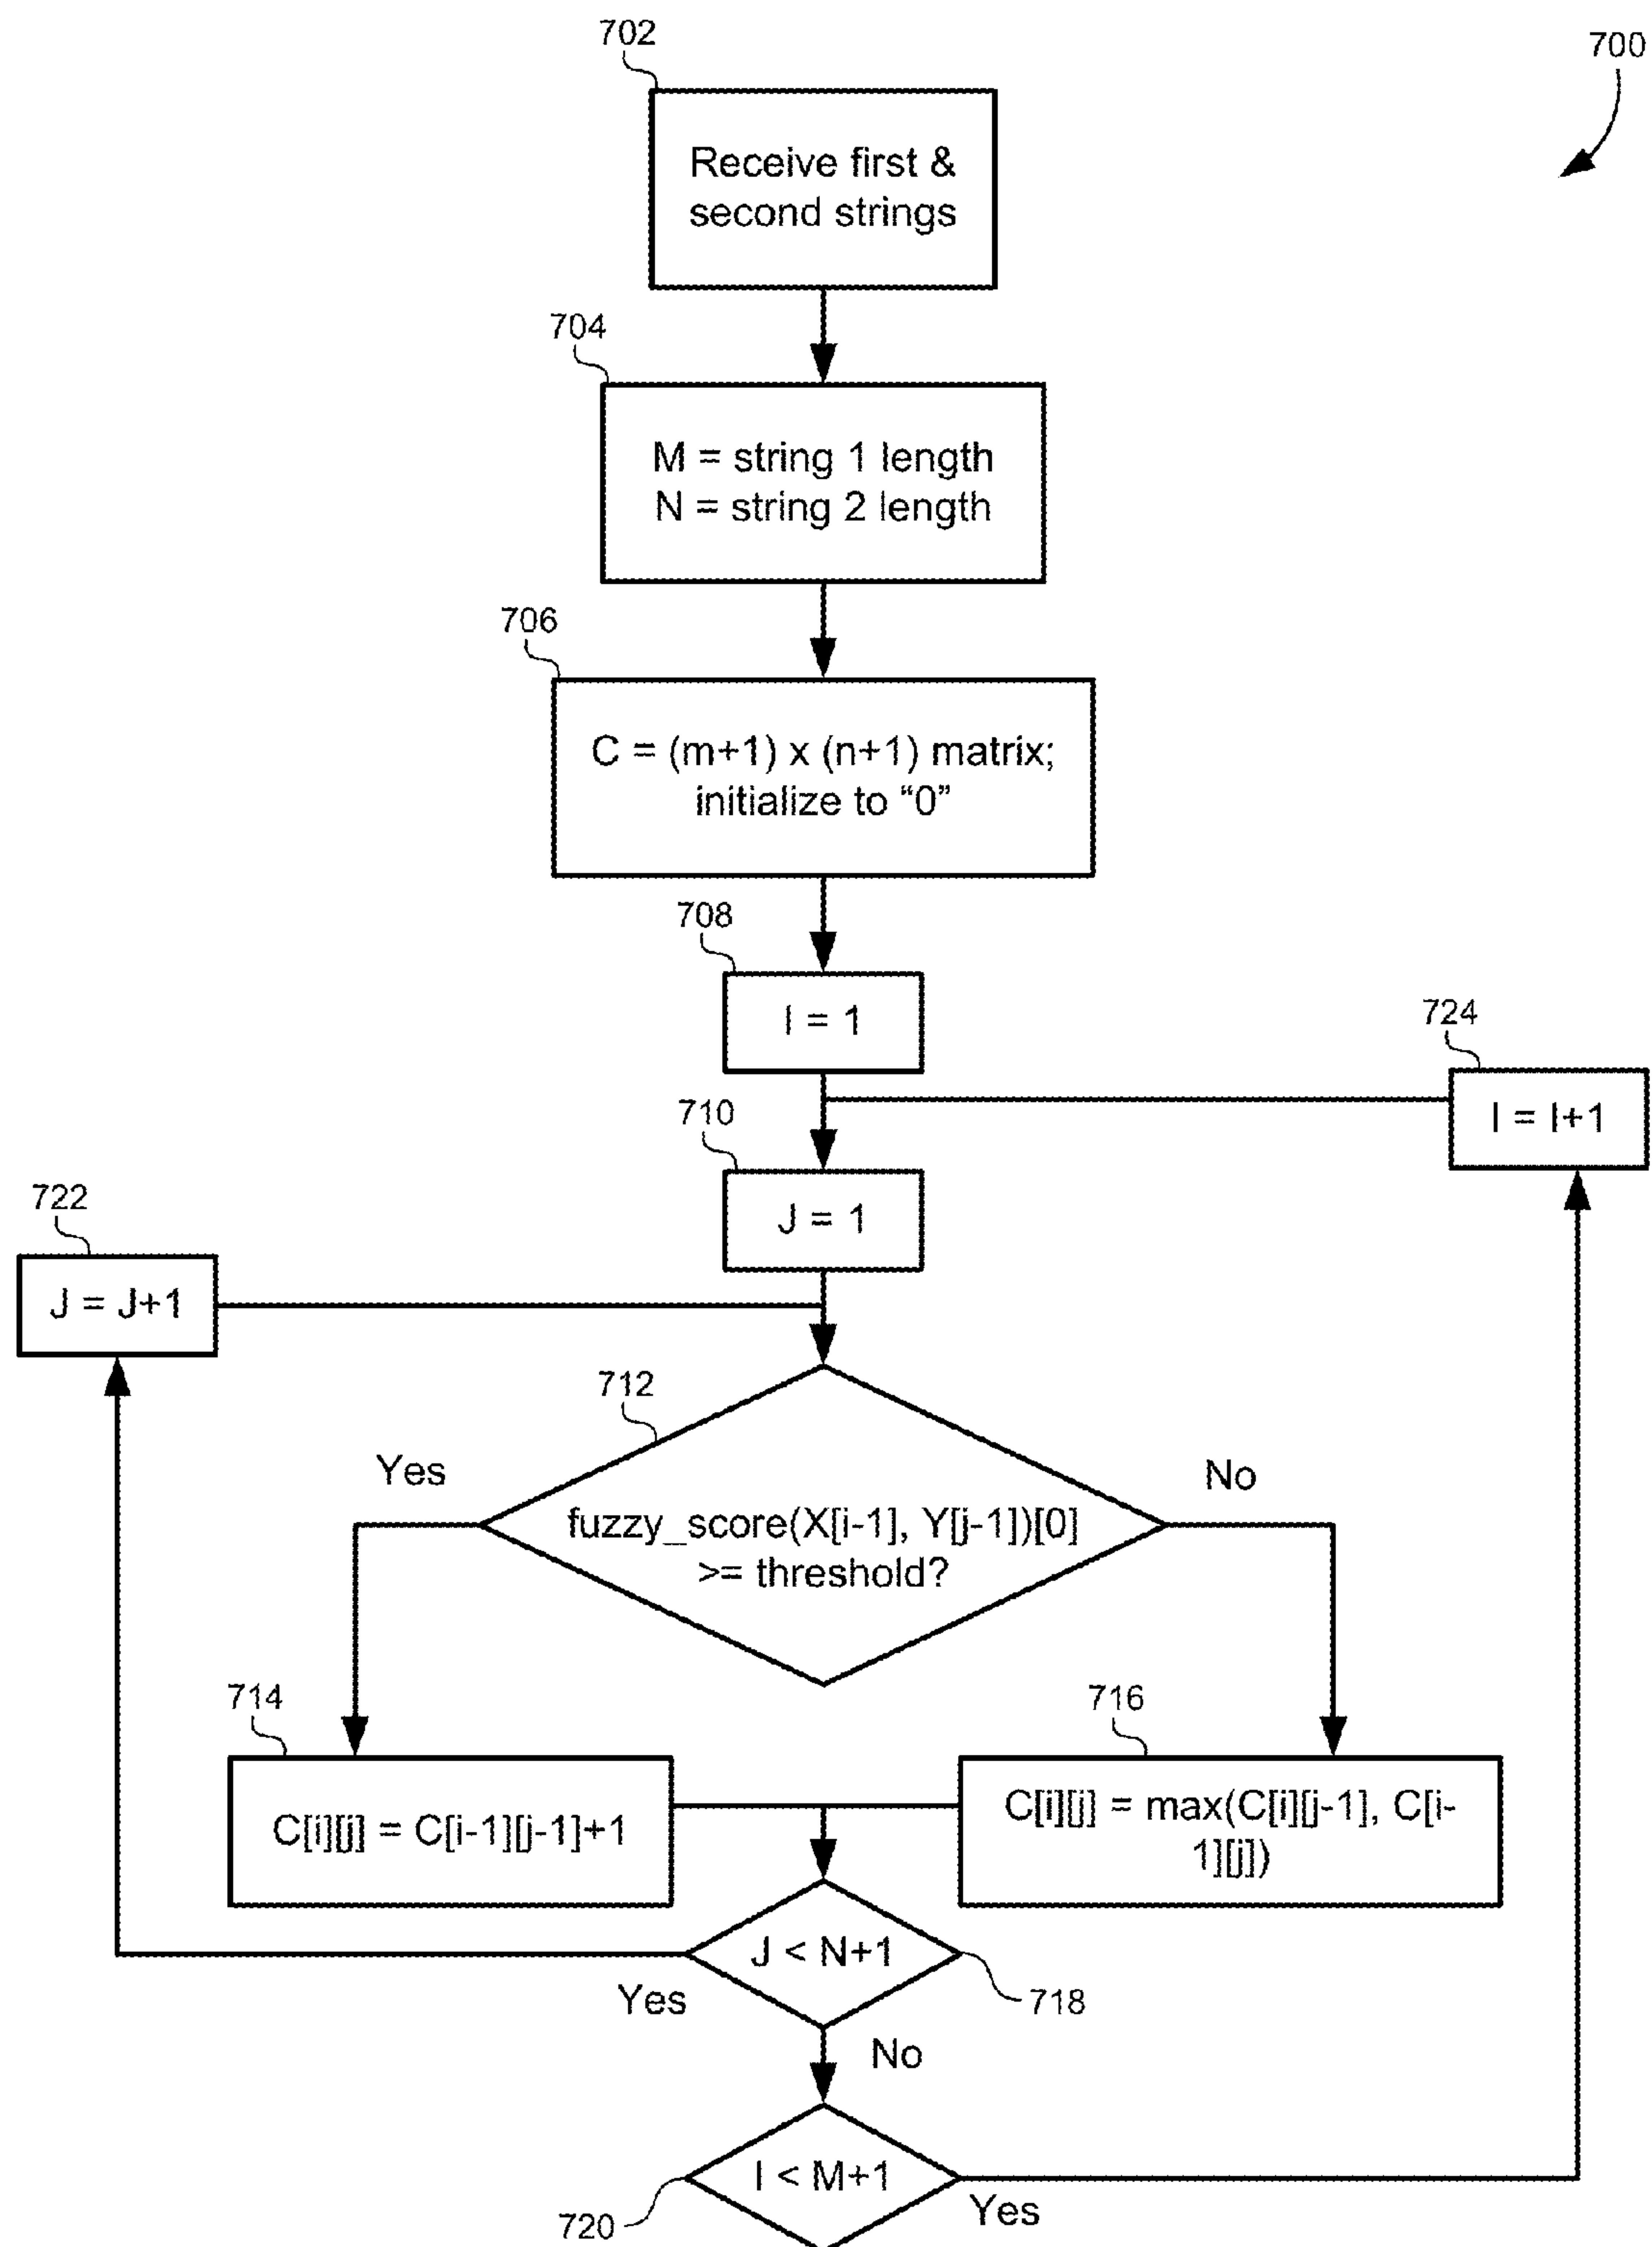 702
700
Receive first &
second strings
704
M = string 1 length
N = string 2 length
706
C = (m+1) x (n+1) matrix;
initialize to “0”
708
I = 1
724
I = I+1
710
J = 1
722
J = J+1
712
Yes
No
fuzzy_score(X[i-1], Y[j-1])[0]
>= threshold?
714
716
C[i][j] = C[i-1][j-1]+1
C[i][j] = max(C[i][j-1], C[i-
1][j])
J < N+1
Yes
718
No
I < M+1
Yes
720